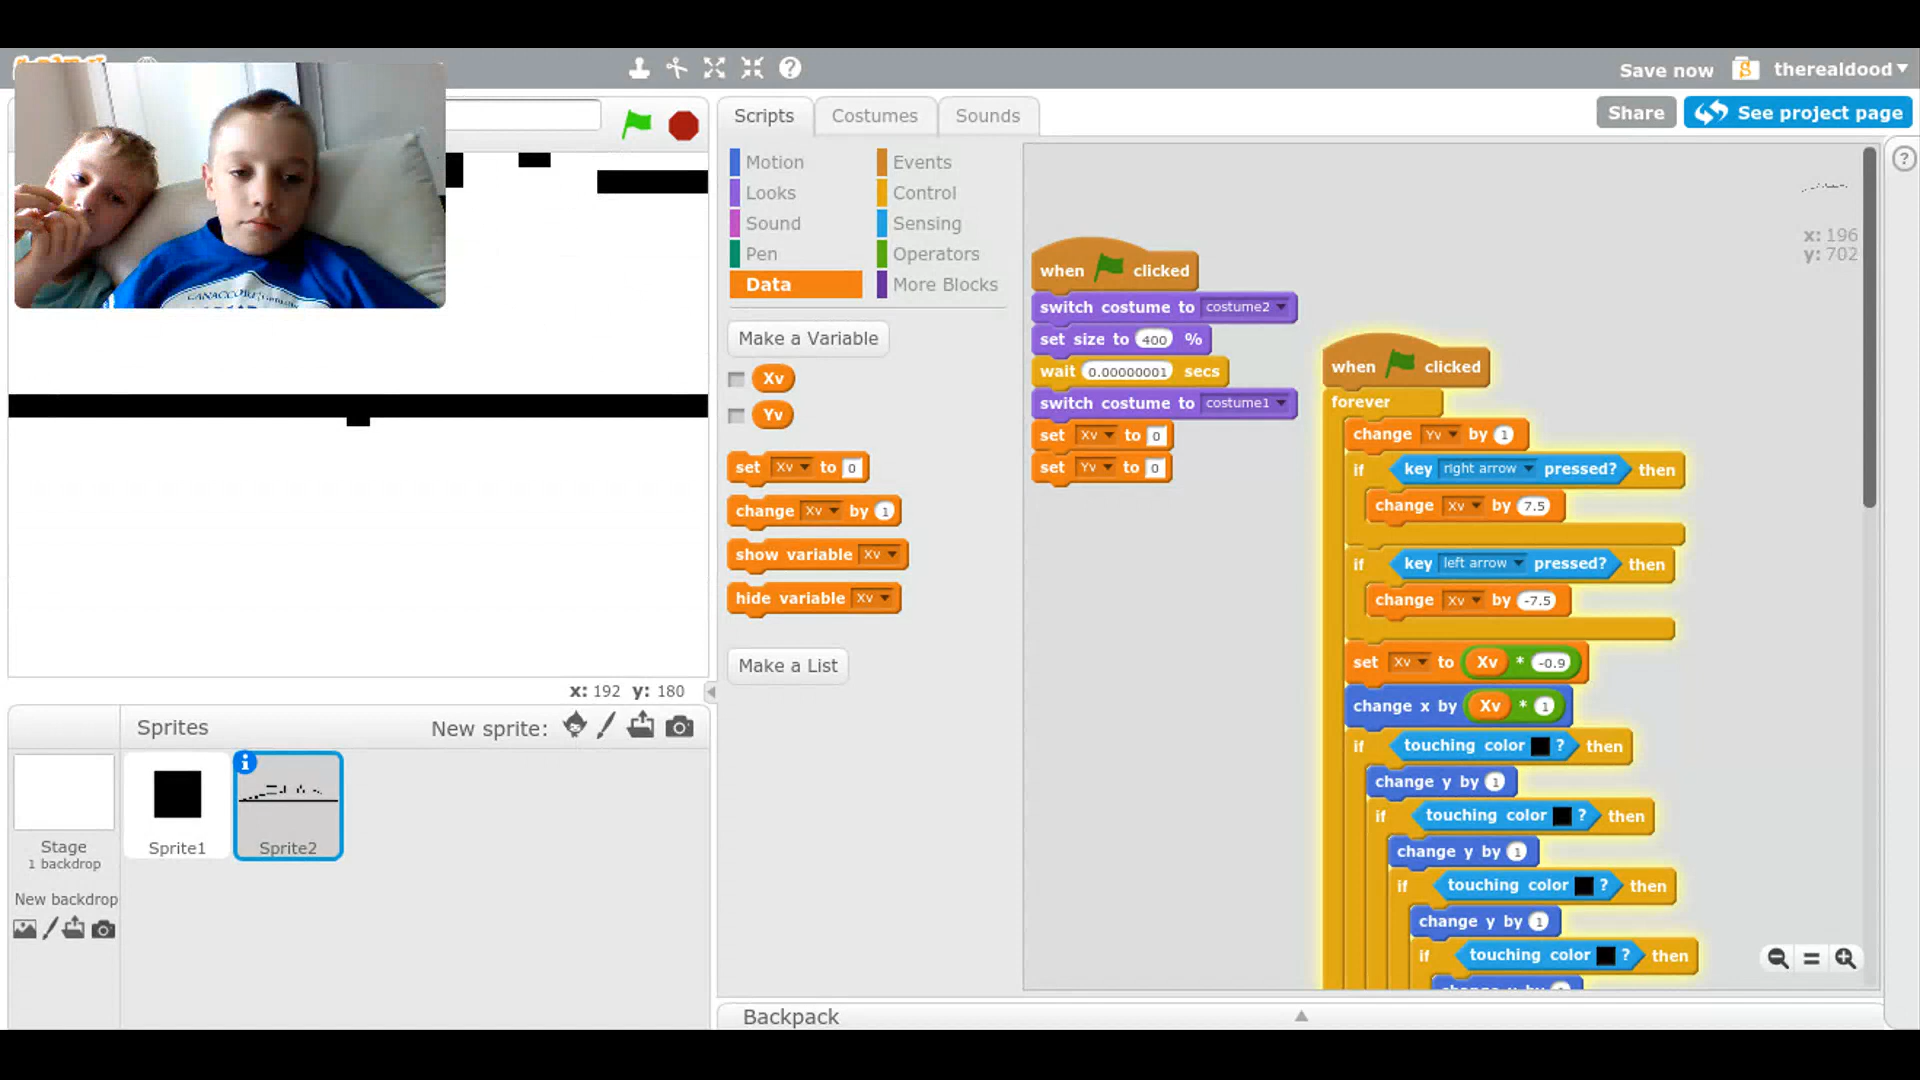 Save now
therealdood
Scripts
Costumes
Sounds
Share
See project page
Motion
Events
Looks
Control
Sound
Sensing
Pen
Operators
Data
More Blocks
Make a Variable
Xv
Yv
set Xv to 0
change Xv by 1
show variable Xv
hide variable Xv
Make a List
x: 196
y: 702
when clicked
switch costume to costume2
set size to 400 %
wait 0.00000001 secs
switch costume to costume1
set Xv to 0
set Yv to 0
when clicked
forever
change Yv by 1
if key right arrow pressed? then
change Xv by 7.5
if key left arrow pressed? then
change Xv by -7.5
set Xv to Xv * -0.9
change x by Xv * 1
if touching color ? then
change y by 1
if touching color ? then
change y by 1
if touching color ? then
change y by 1
if touching color ? then
x: 192 y: 180
Sprites
New sprite:
Stage
1 backdrop
New backdrop
Sprite1
Sprite2
Backpack